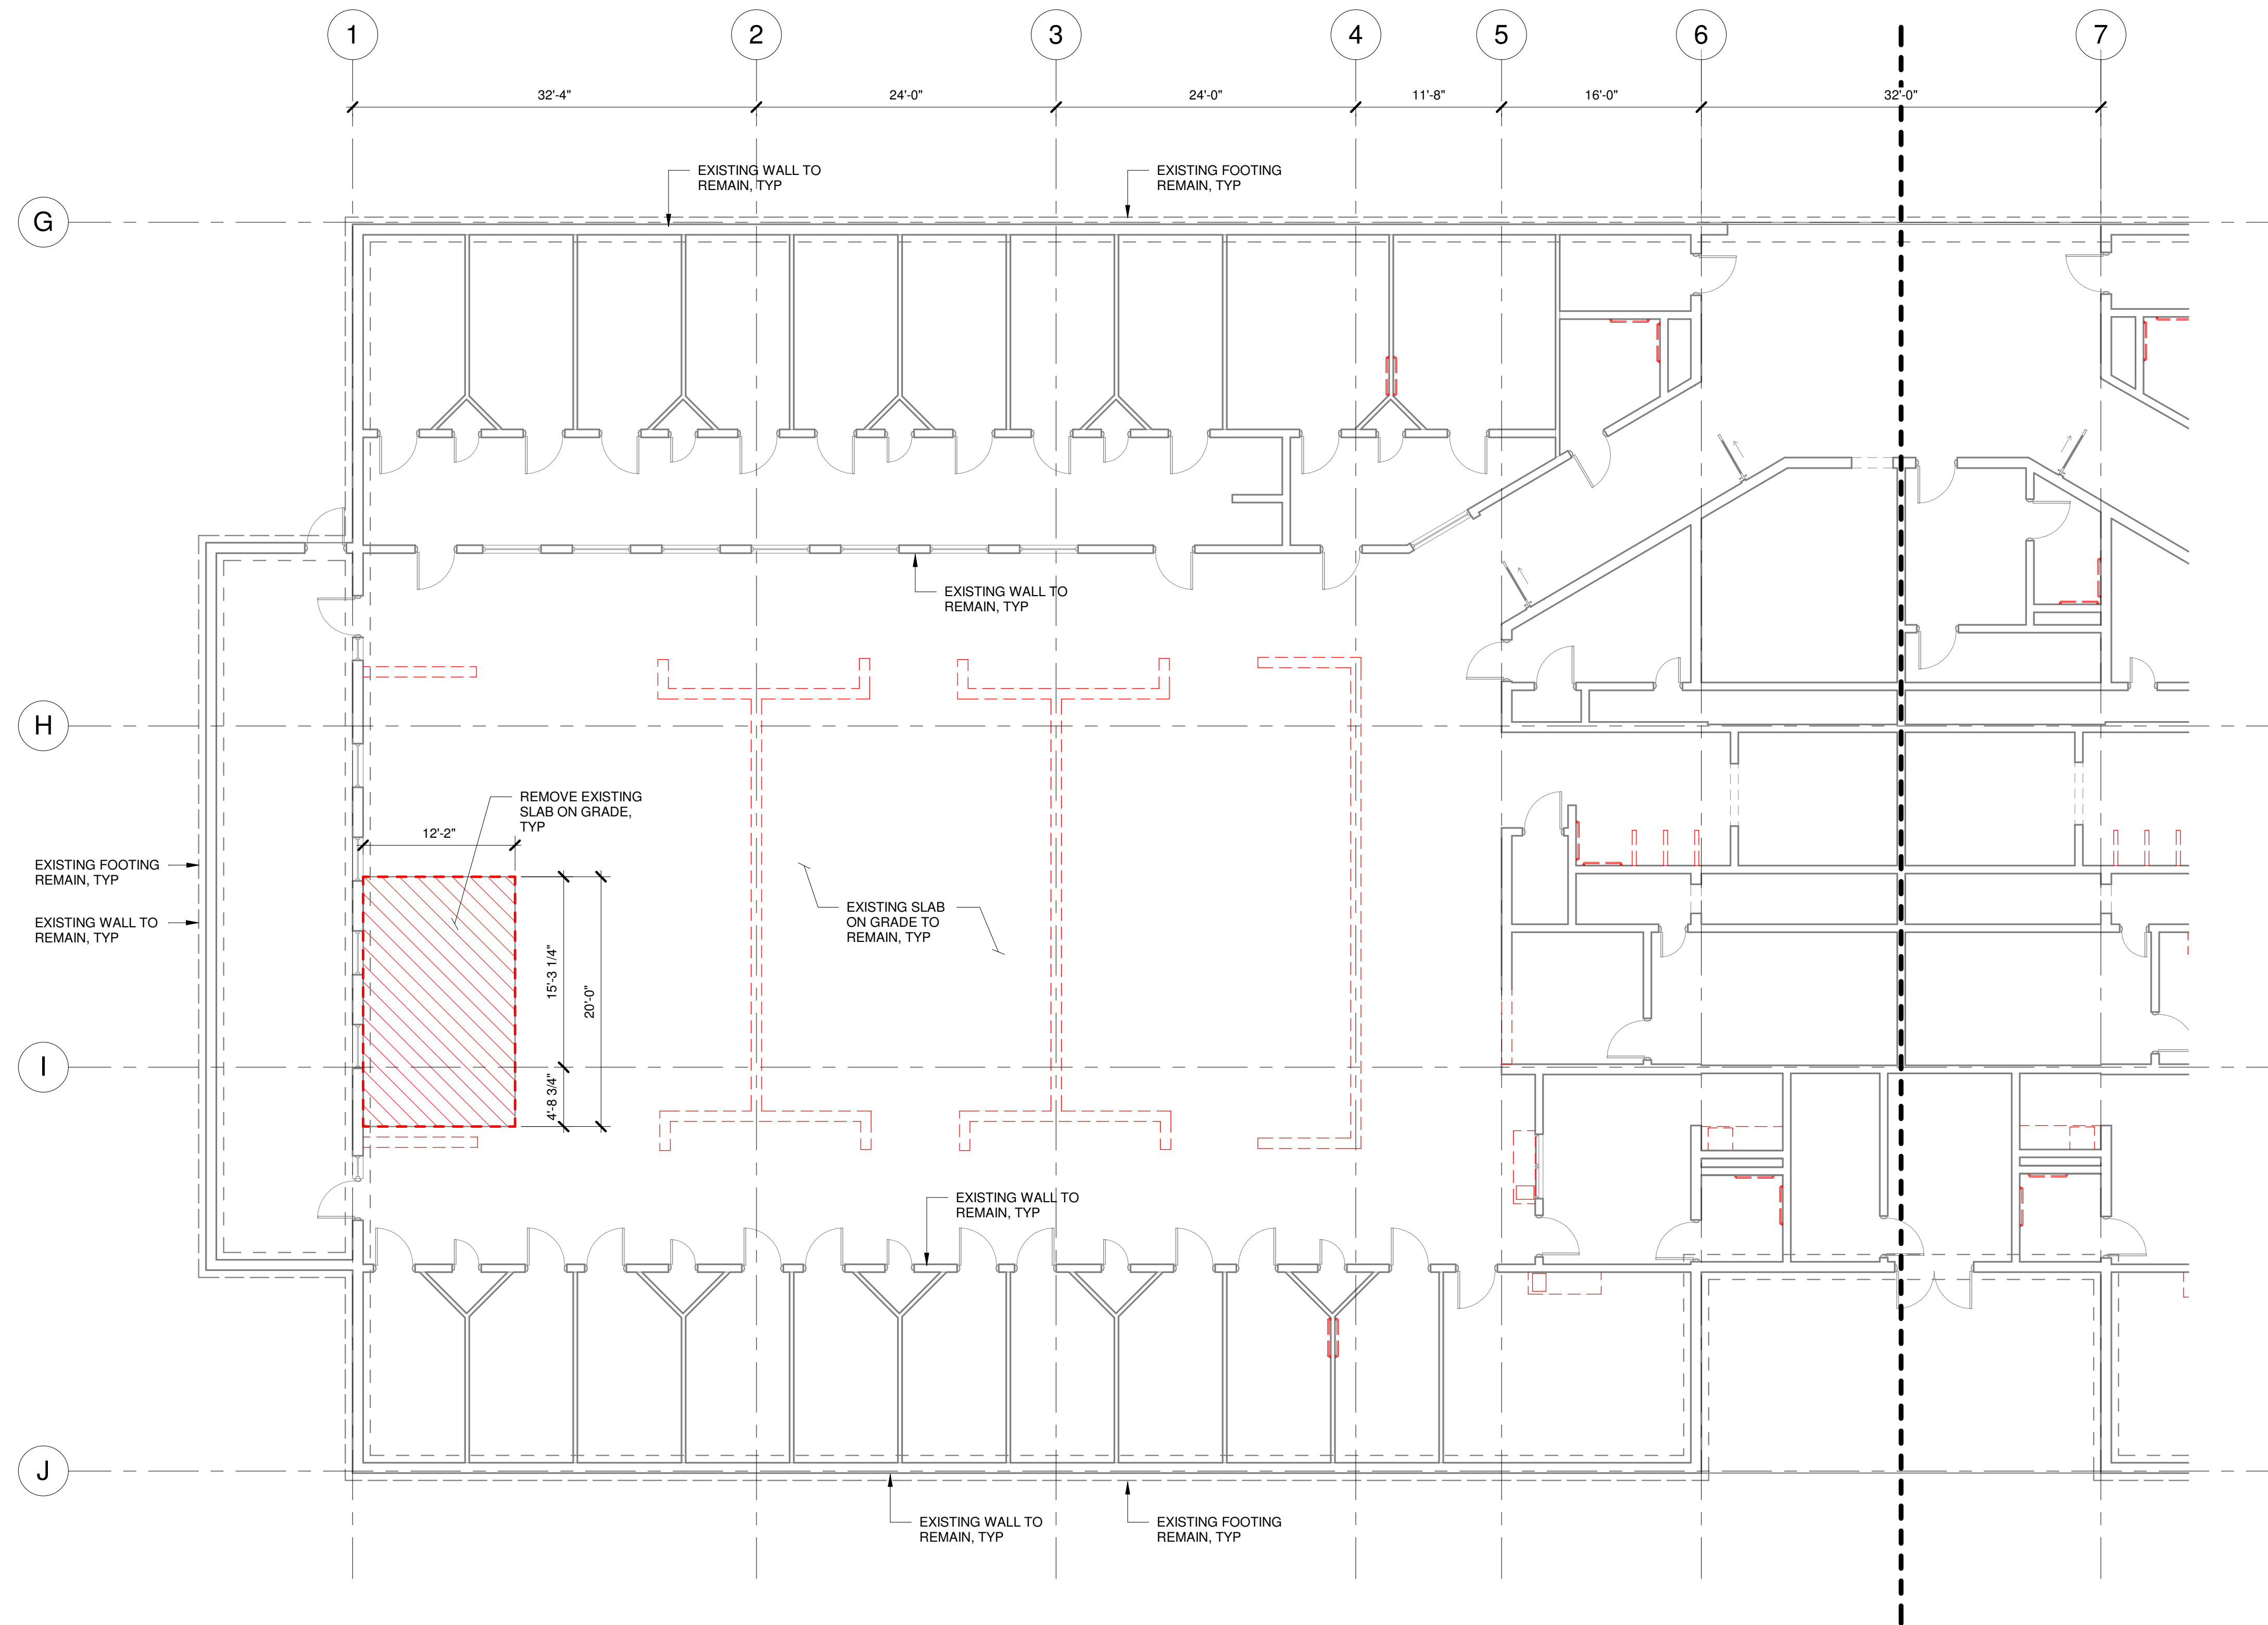 1
2
3
4
5
6
7
32'-4"
24'-0"
24'-0"
11'-8"
16'-0"
32'-0"
EXISTING WALL TO
REMAIN, TYP
EXISTING FOOTING
REMAIN, TYP
G
EXISTING WALL TO
REMAIN, TYP
H
REMOVE EXISTING
SLAB ON GRADE,
TYP
12'-2"
EXISTING FOOTING
REMAIN, TYP
EXISTING WALL TO
REMAIN, TYP
EXISTING SLAB
ON GRADE TO
REMAIN, TYP
15'-3 1/4"
20'-0"
4'-8 3/4"
I
EXISTING WALL TO
REMAIN, TYP
J
EXISTING WALL TO
REMAIN, TYP
EXISTING FOOTING
REMAIN, TYP